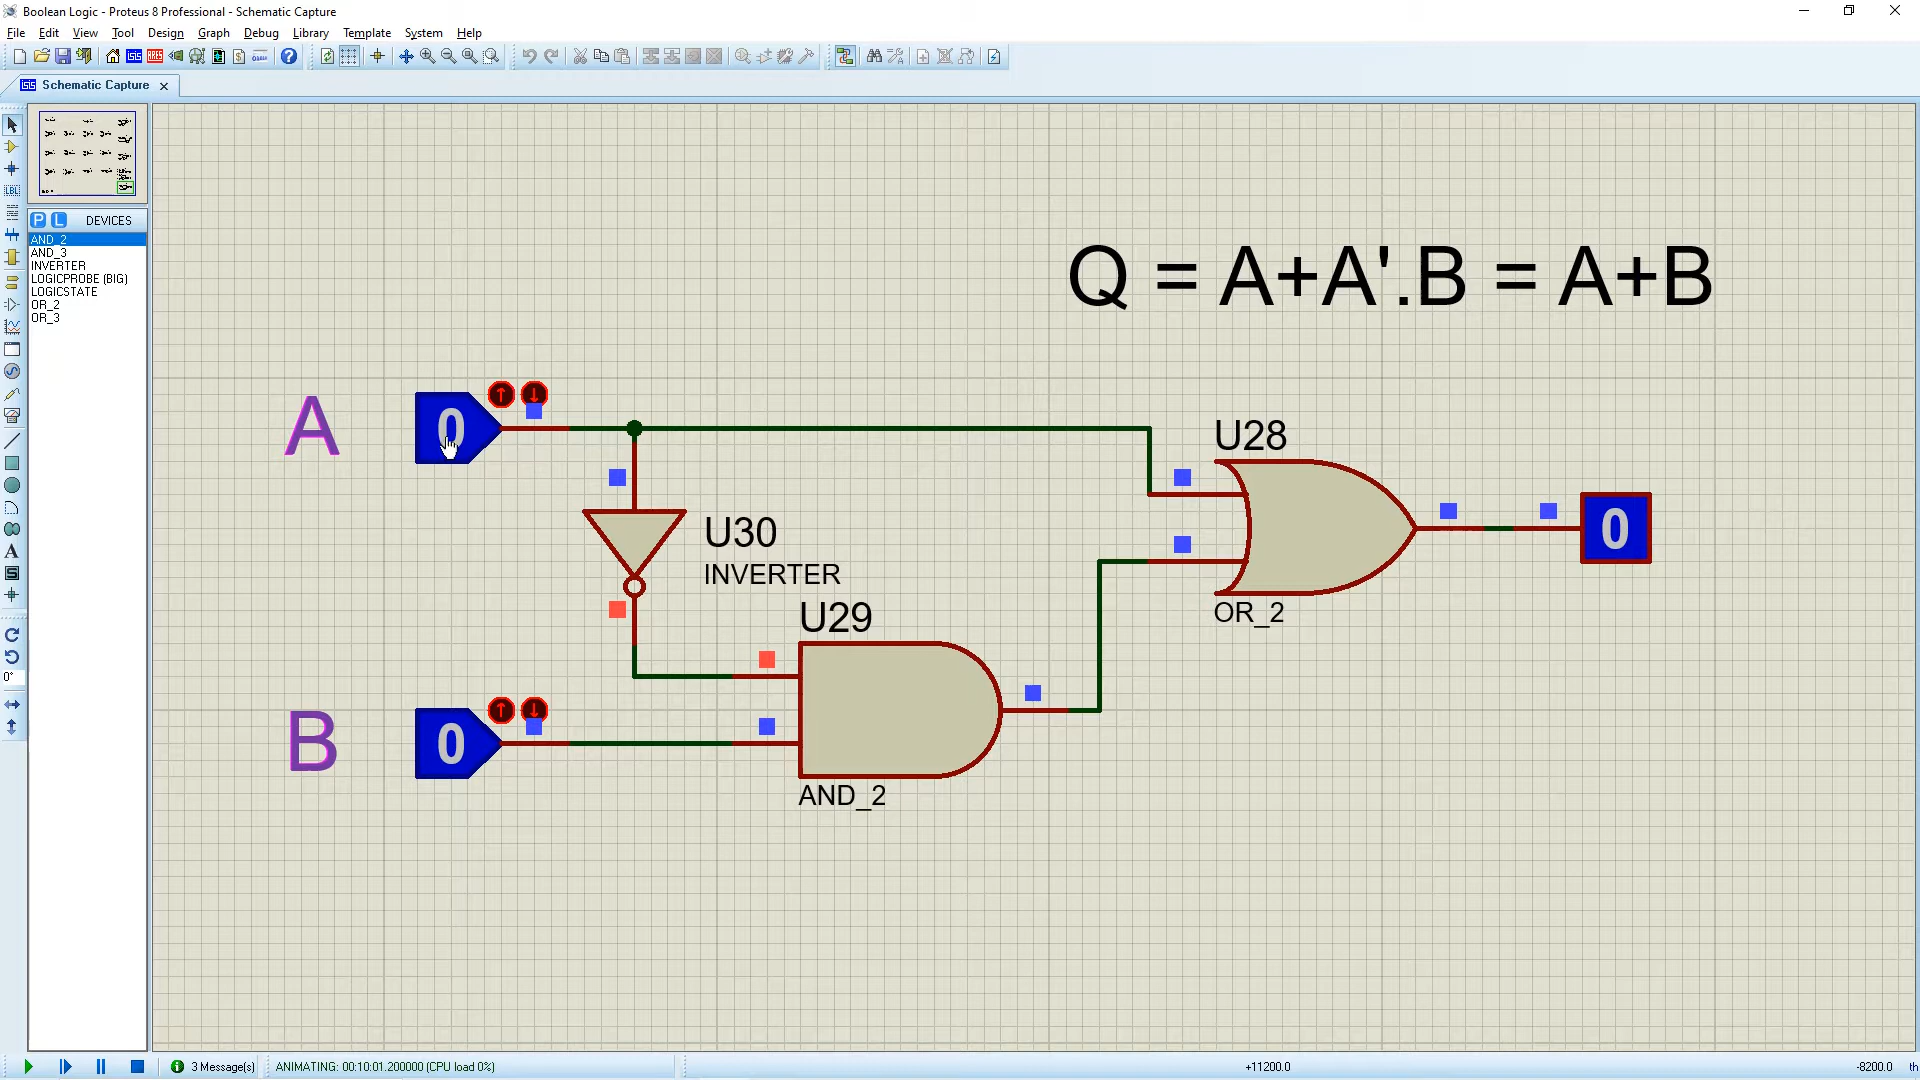 Boolean Logic - Proteus 8 Professional - Schematic Capture
File Edit View Tool Design Graph Debug Library Template System Help
Schematic Capture
P L DEVICES
AND_2
AND_3
INVERTER
LOGICPROBE (BIG)
LOGICSTATE
OR_2
OR_3
LBL
A
S
0°
Q = A+A'.B = A+B
A
0
U28
0
U30
INVERTER
OR_2
U29
B
0
AND_2
3 Message(s) ANIMATING: 00:10:01.200000 (CPU load 0%) +11200.0 -8200.0 th